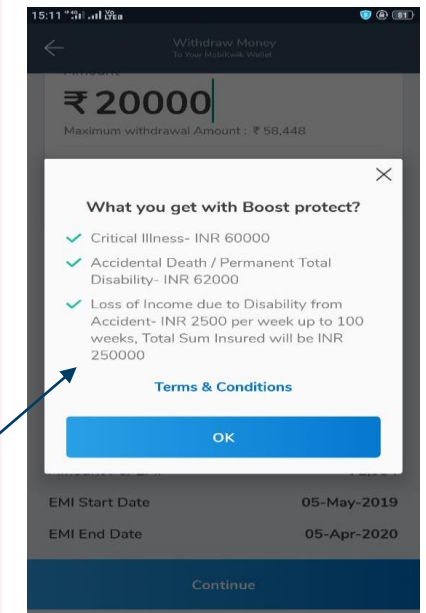 15:11
81
Withdraw Money
To Your MobiKwik Wallet
Amount
₹ 20000
Maximum withdrawal Amount : ₹ 58,448
What you get with Boost protect?
Critical Illness- INR 60000
Accidental Death / Permanent Total
Disability- INR 62000
Loss of Income due to Disability from
Accident- INR 2500 per week up to 100
weeks, Total Sum Insured will be INR
250000
Terms & Conditions
OK
EMI Start Date 05-May-2019
EMI End Date 05-Apr-2020
Continue